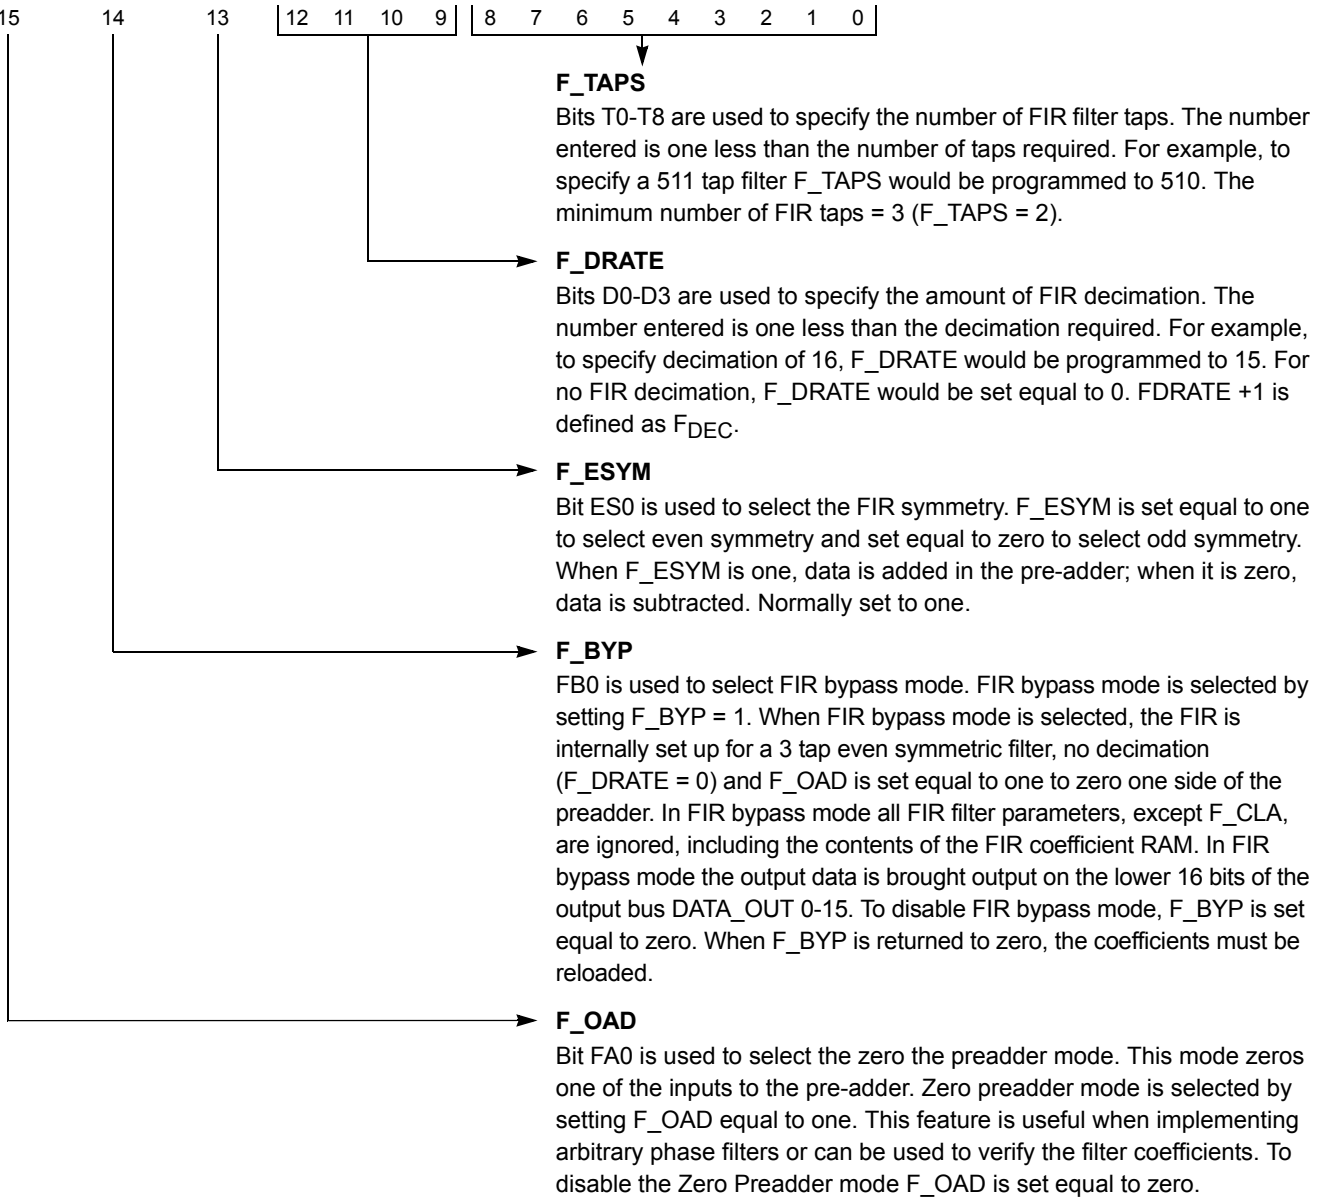 15 14 13 12 11 10 9 8 7 6 5 4 3 2 1 0
F_TAPS
Bits T0-T8 are used to specify the number of FIR filter taps. The number
entered is one less than the number of taps required. For example, to
specify a 511 tap filter F_TAPS would be programmed to 510. The
minimum number of FIR taps = 3 (F_TAPS = 2).
F_DRATE
Bits D0-D3 are used to specify the amount of FIR decimation. The
number entered is one less than the decimation required. For example,
to specify decimation of 16, F_DRATE would be programmed to 15. For
no FIR decimation, F_DRATE would be set equal to 0. FDRATE +1 is
defined as FDEC.
F_ESYM
Bit ES0 is used to select the FIR symmetry. F_ESYM is set equal to one
to select even symmetry and set equal to zero to select odd symmetry.
When F_ESYM is one, data is added in the pre-adder; when it is zero,
data is subtracted. Normally set to one.
F_BYP
FB0 is used to select FIR bypass mode. FIR bypass mode is selected by
setting F_BYP = 1. When FIR bypass mode is selected, the FIR is
internally set up for a 3 tap even symmetric filter, no decimation
(F_DRATE = 0) and F_OAD is set equal to one to zero one side of the
preadder. In FIR bypass mode all FIR filter parameters, except F_CLA,
are ignored, including the contents of the FIR coefficient RAM. In FIR
bypass mode the output data is brought output on the lower 16 bits of the
output bus DATA_OUT 0-15. To disable FIR bypass mode, F_BYP is set
equal to zero. When F_BYP is returned to zero, the coefficients must be
reloaded.
F_OAD
Bit FA0 is used to select the zero the preadder mode. This mode zeros
one of the inputs to the pre-adder. Zero preadder mode is selected by
setting F_OAD equal to one. This feature is useful when implementing
arbitrary phase filters or can be used to verify the filter coefficients. To
disable the Zero Preadder mode F_OAD is set equal to zero.